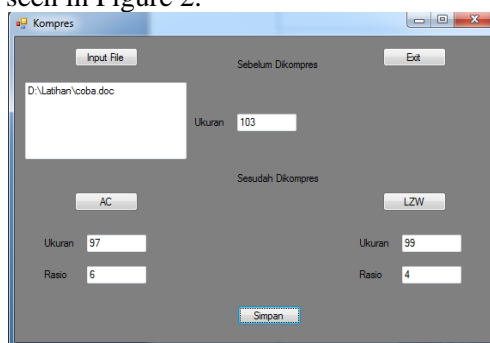 seen in Figure 2.
Kompres
Input File
Sebelum Dikompres
Exit
D:\Latihan\coba.doc
Ukuran 103
Sesudah Dikompres
AC
LZW
Ukuran 97
Ukuran 99
Rasio 6
Rasio 4
Simpan